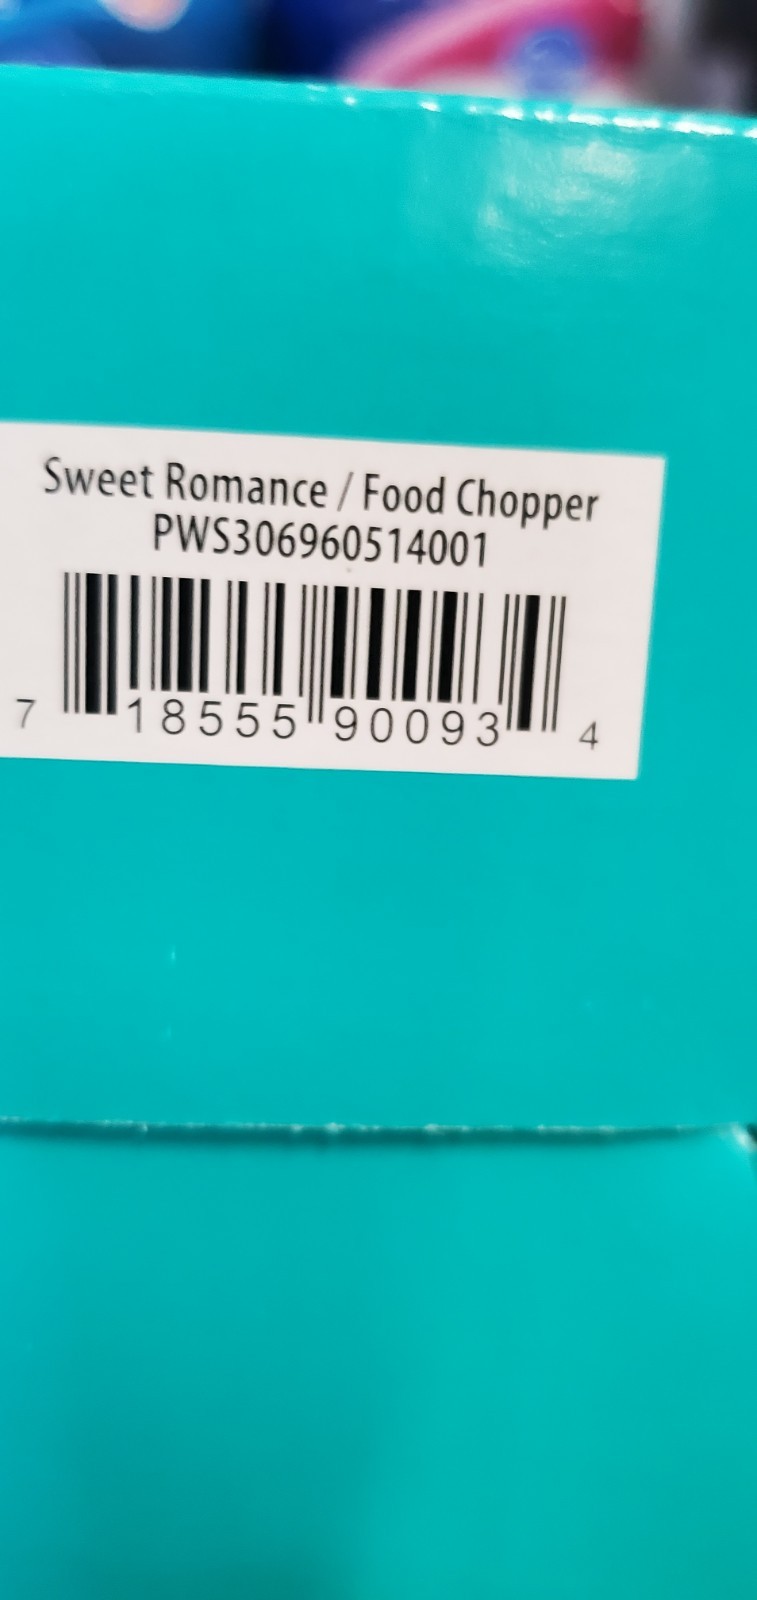 Sweet Romance / Food Chopper
PWS306960514001
7 18555 90093 4